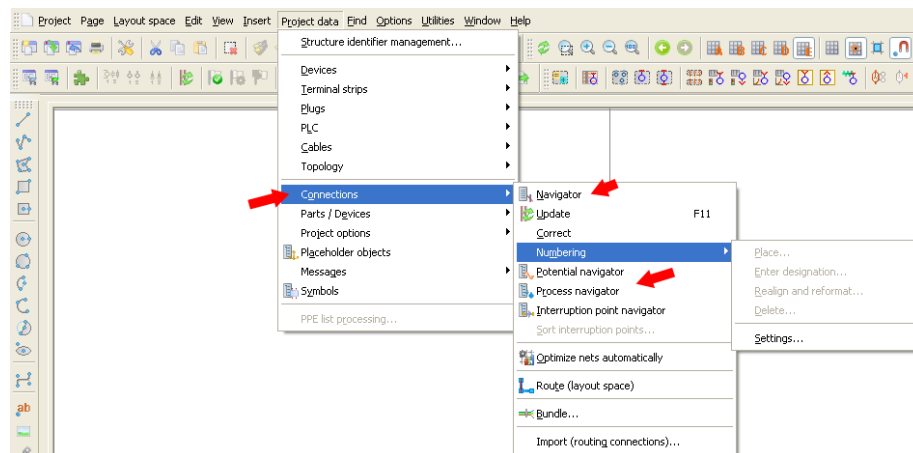 Project Page Layout space Edit View Insert Project data Find Options Utilities Window Help
Structure identifier management...
Devices
Terminal strips
Plugs
PLC
Cables
Topology
Connections
Parts / Devices
Project options
Placeholder objects
Messages
Symbols
PPE list processing...
Navigator
Update F11
Correct
Numbering
Potential navigator
Process navigator
Interruption point navigator
Sort interruption points...
Optimize nets automatically
Route (layout space)
Bundle...
Import (routing connections)...
Place...
Enter designation...
Realign and reformat...
Delete...
Settings...
ab